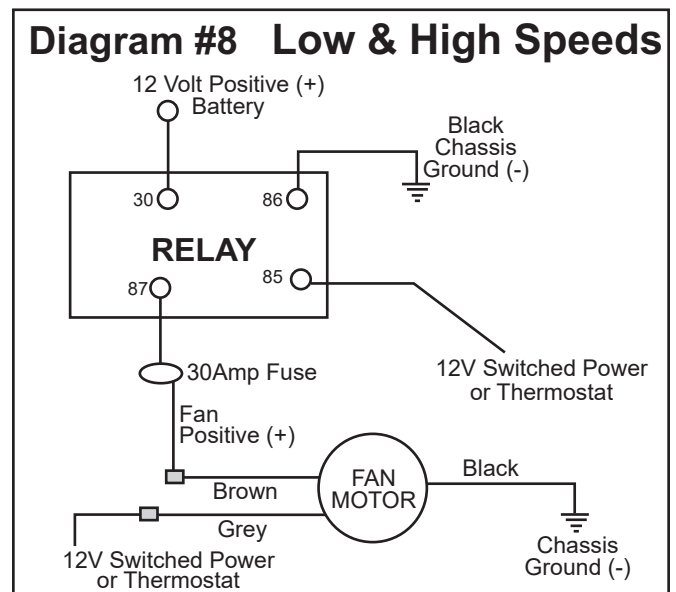 Diagram #8 Low & High Speeds
12 Volt Positive (+)
Battery
Black
Chassis
Ground (-)
30
86
RELAY
87
85
30Amp Fuse
12V Switched Power
or Thermostat
Fan
Positive (+)
Brown
FAN
MOTOR
Black
Grey
12V Switched Power
or Thermostat
Chassis
Ground (-)